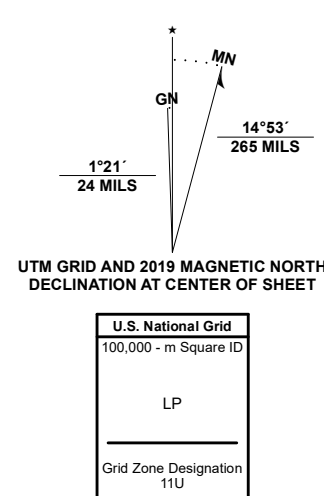 ★
MN
GN
14°53´
265 MILS
1°21´
24 MILS
UTM GRID AND 2019 MAGNETIC NORTH
DECLINATION AT CENTER OF SHEET
U.S. National Grid
100,000 - m Square ID
LP
Grid Zone Designation
11U